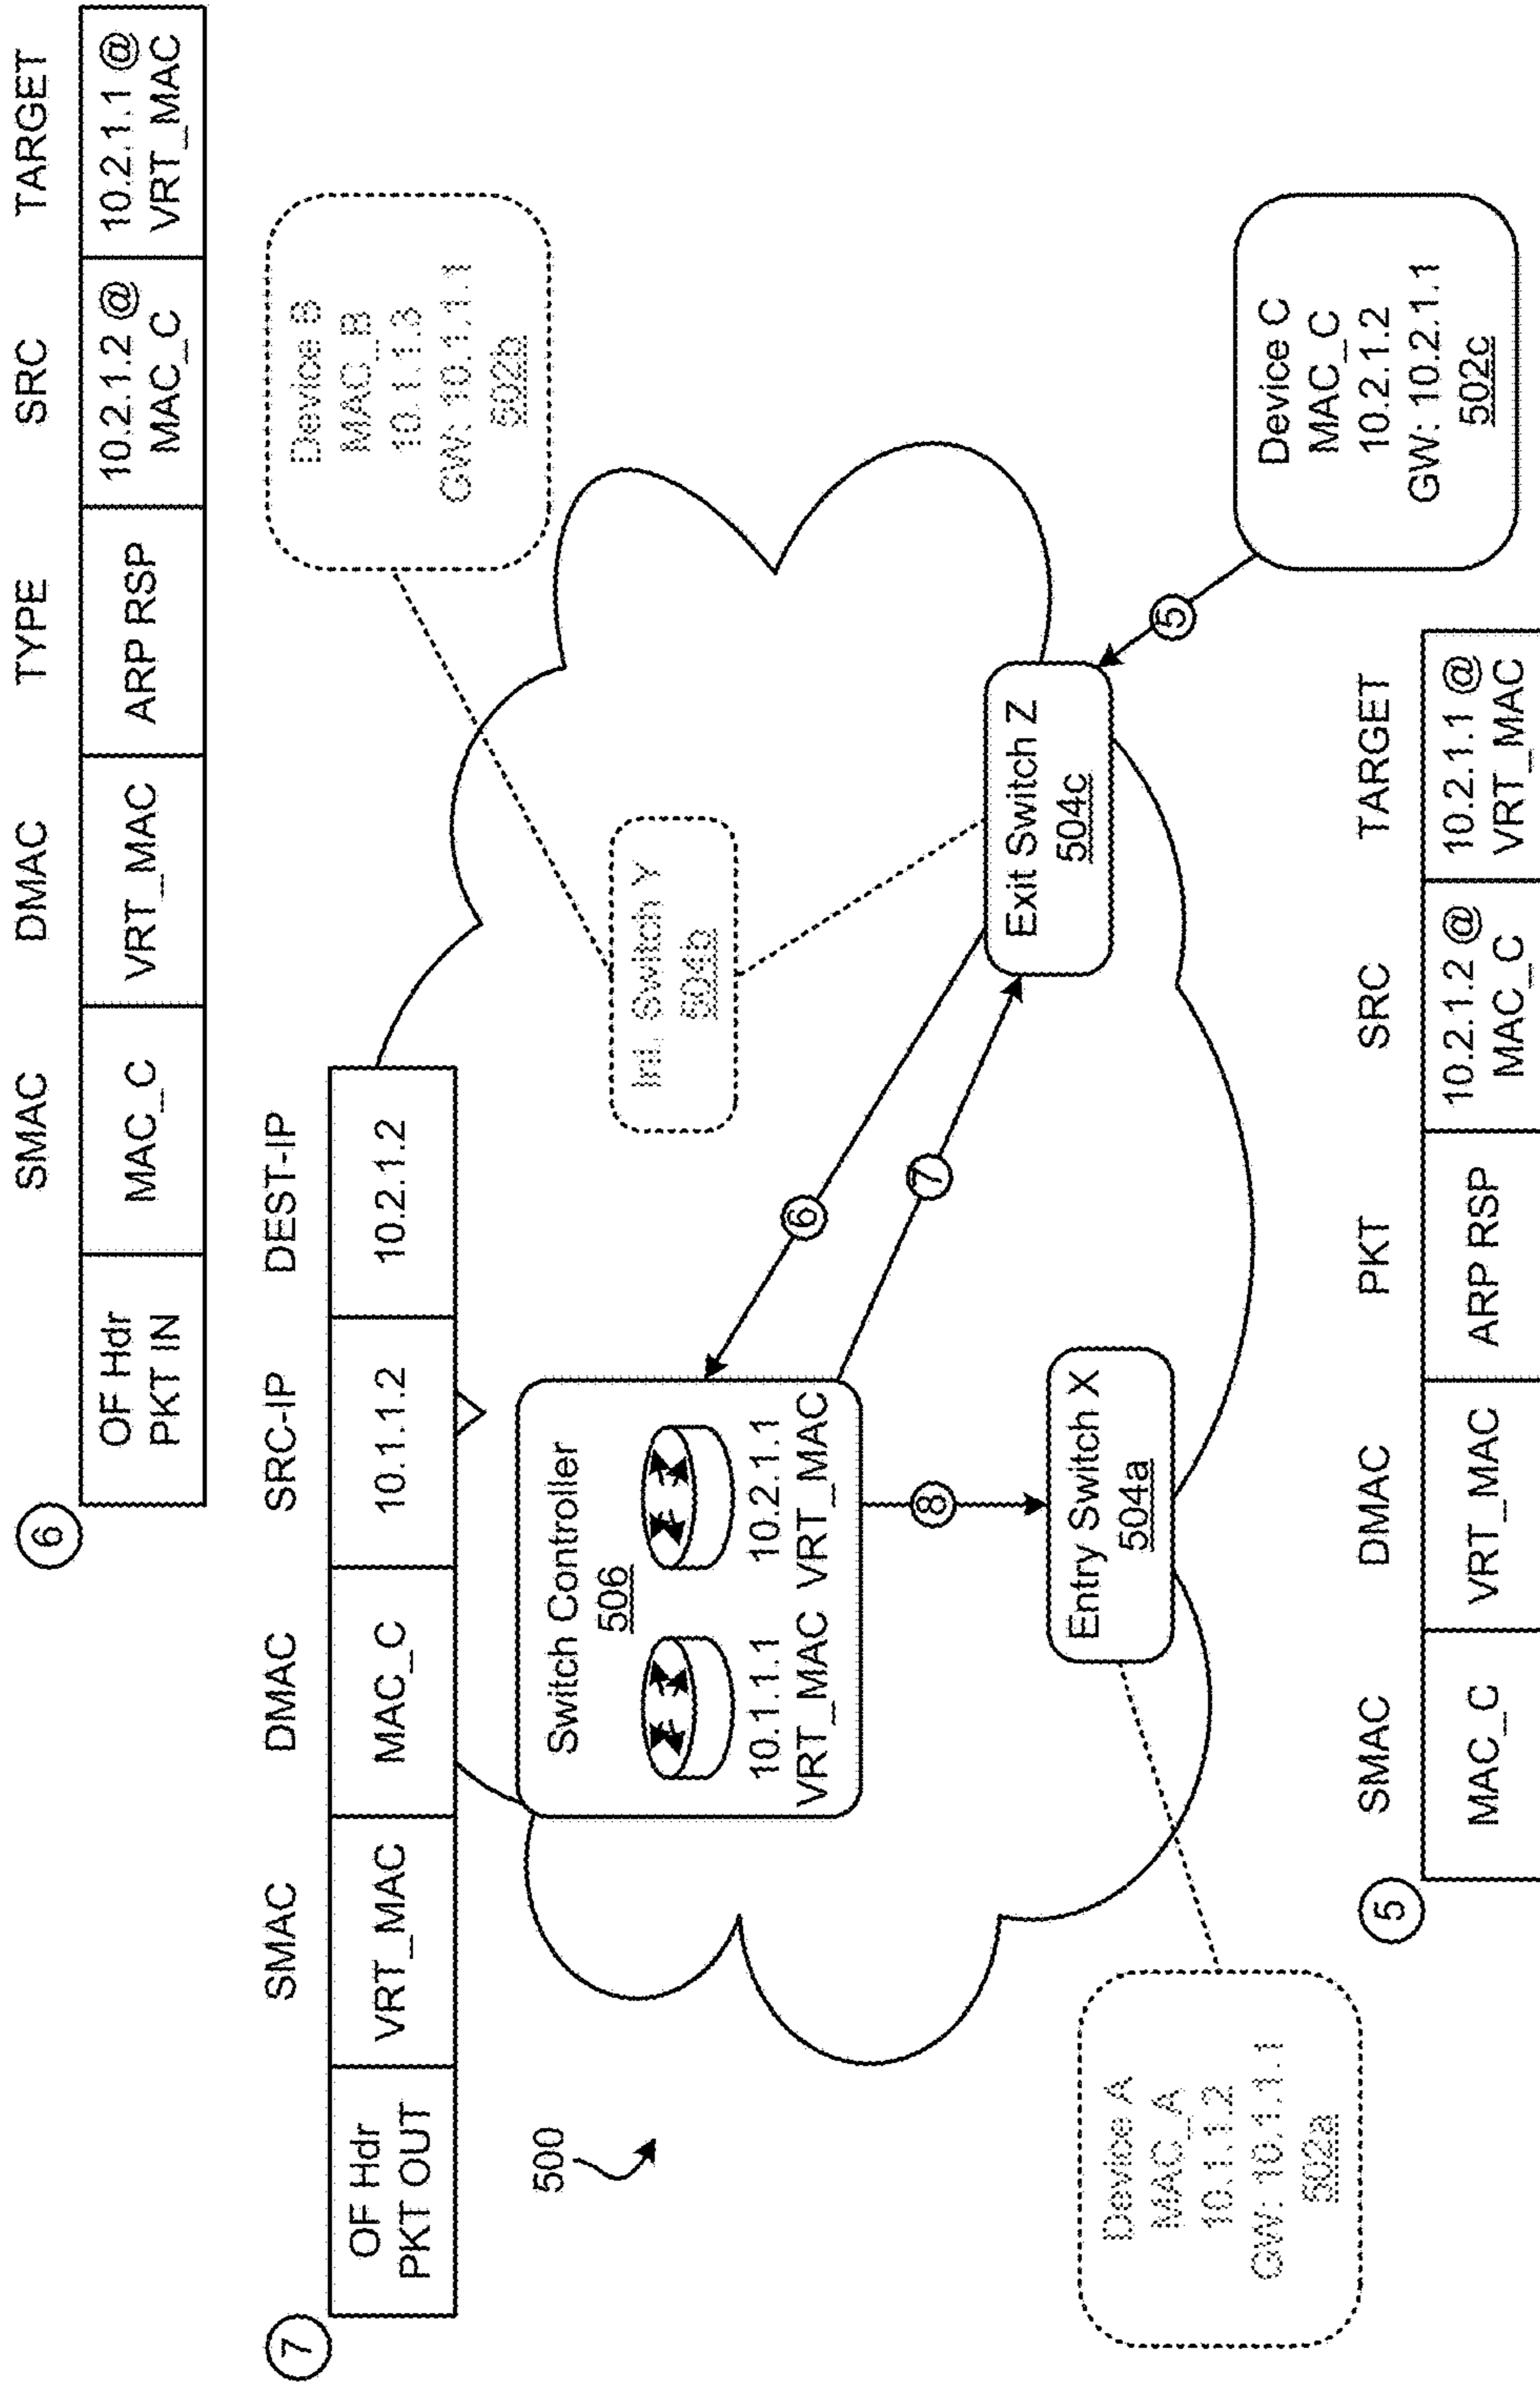 6
SMAC DMAC TYPE SRC TARGET
OF Hdr PKT IN
MAC_C
VRT_MAC
ARP RSP
10.2.1.2 @ MAC_C
10.2.1.1 @ VRT_MAC
7
SMAC DMAC SRC-IP DEST-IP
OF Hdr PKT OUT
VRT_MAC
MAC_C
10.1.1.2
10.2.1.2
500
Switch Controller
506
10.1.1.1 10.2.1.1
VRT_MAC VRT_MAC
Device B
MAC_B
10.1.1.3
GW: 10.1.1.1
502b
Int. Switch Y
504b
6
7
8
5
Exit Switch Z
504c
Entry Switch X
504a
Device A
MAC_A
10.1.1.2
GW: 10.1.1.1
502a
Device C
MAC_C
10.2.1.2
GW: 10.2.1.1
502c
5
SMAC DMAC PKT SRC TARGET
MAC_C
VRT_MAC
ARP RSP
10.2.1.2 @ MAC_C
10.2.1.1 @ VRT_MAC